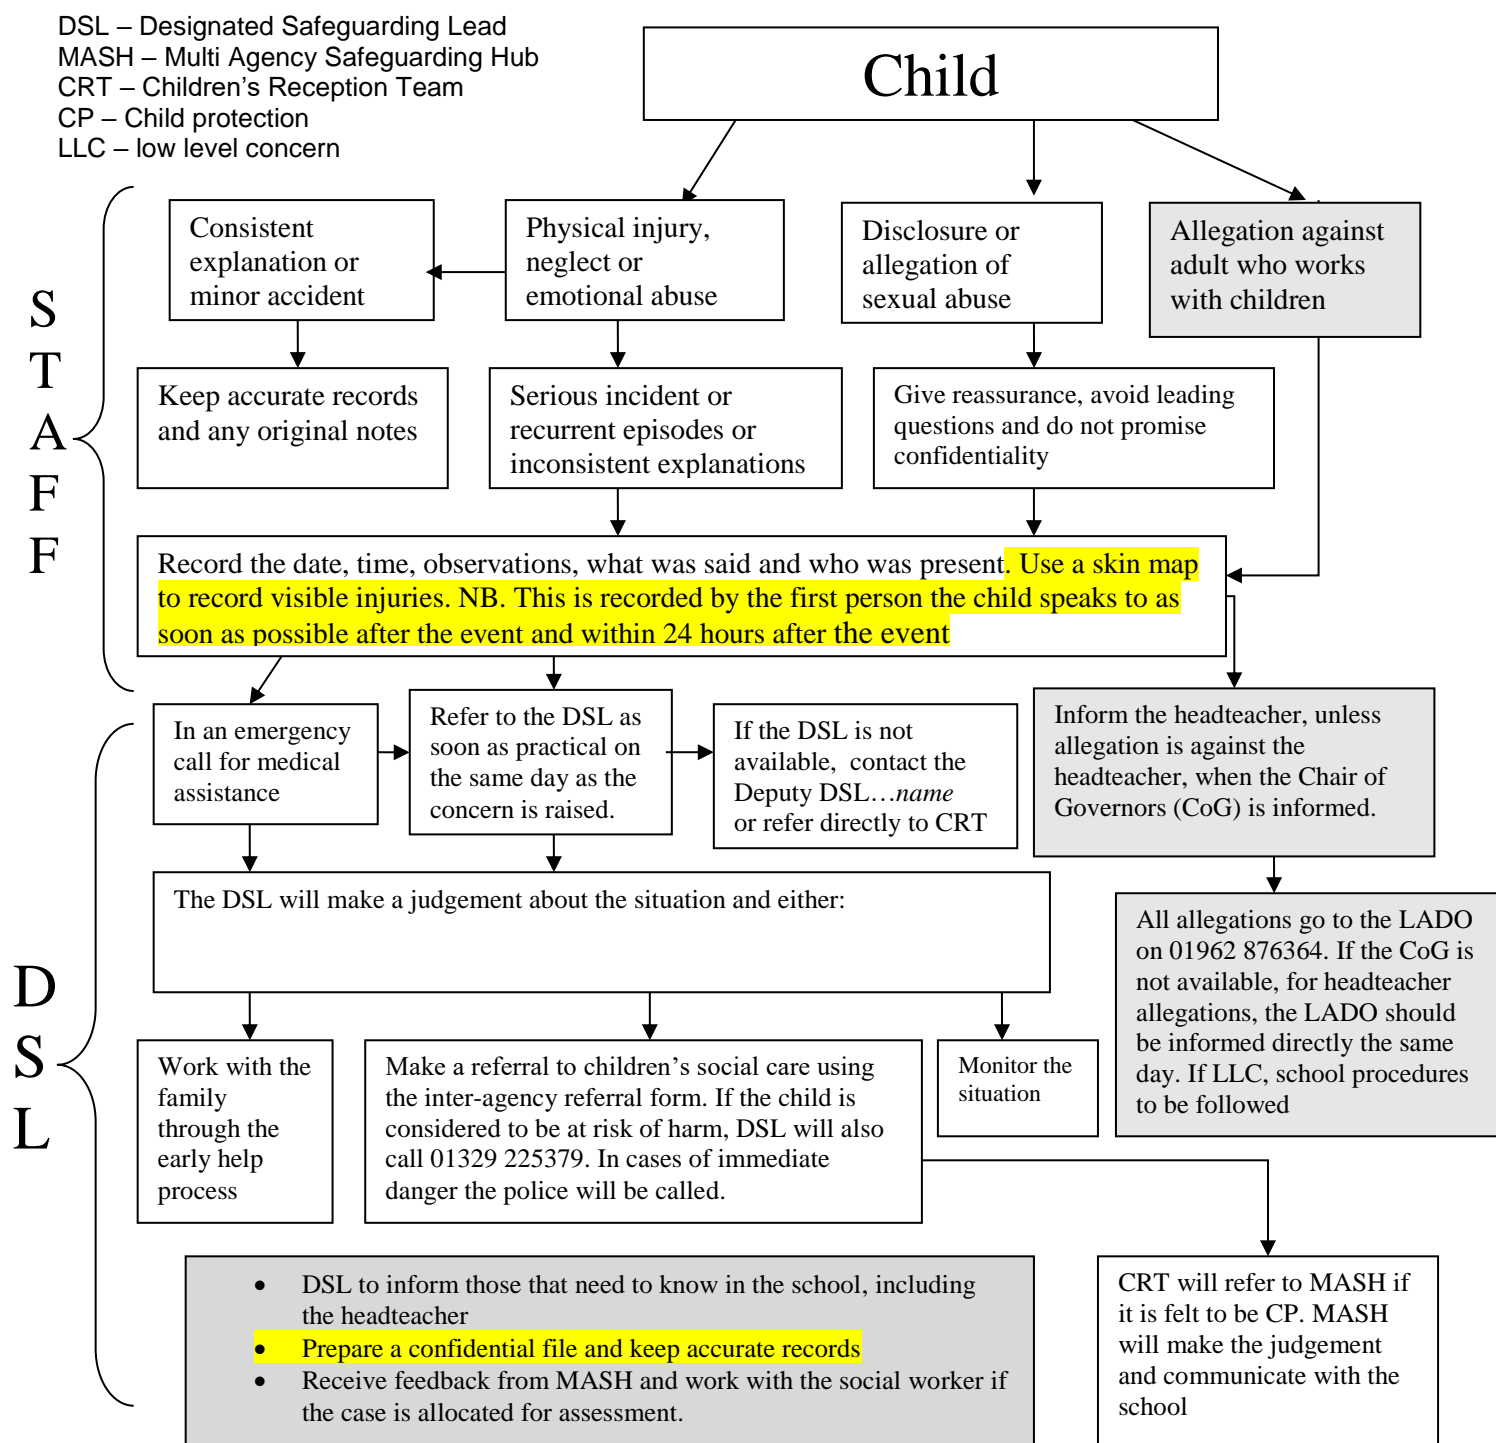 DSL – Designated Safeguarding Lead
MASH – Multi Agency Safeguarding Hub
CRT – Children's Reception Team
CP – Child protection
LLC – low level concern
Child
STAFF
Consistent
explanation or
minor accident
Physical injury,
neglect or
emotional abuse
Disclosure or
allegation of
sexual abuse
Allegation against
adult who works
with children
Keep accurate records
and any original notes
Serious incident or
recurrent episodes or
inconsistent explanations
Give reassurance, avoid leading
questions and do not promise
confidentiality
Record the date, time, observations, what was said and who was present. Use a skin map
to record visible injuries. NB. This is recorded by the first person the child speaks to as
soon as possible after the event and within 24 hours after the event
DSL
In an emergency
call for medical
assistance
Refer to the DSL as
soon as practical on
the same day as the
concern is raised.
If the DSL is not
available, contact the
Deputy DSL…name
or refer directly to CRT
Inform the headteacher, unless
allegation is against the
headteacher, when the Chair of
Governors (CoG) is informed.
The DSL will make a judgement about the situation and either:
All allegations go to the LADO
on 01962 876364. If the CoG is
not available, for headteacher
allegations, the LADO should
be informed directly the same
day. If LLC, school procedures
to be followed
Work with the
family
through the
early help
process
Make a referral to children's social care using
the inter-agency referral form. If the child is
considered to be at risk of harm, DSL will also
call 01329 225379. In cases of immediate
danger the police will be called.
Monitor the
situation
• DSL to inform those that need to know in the school, including
the headteacher
• Prepare a confidential file and keep accurate records
• Receive feedback from MASH and work with the social worker if
the case is allocated for assessment.
CRT will refer to MASH if
it is felt to be CP. MASH
will make the judgement
and communicate with the
school